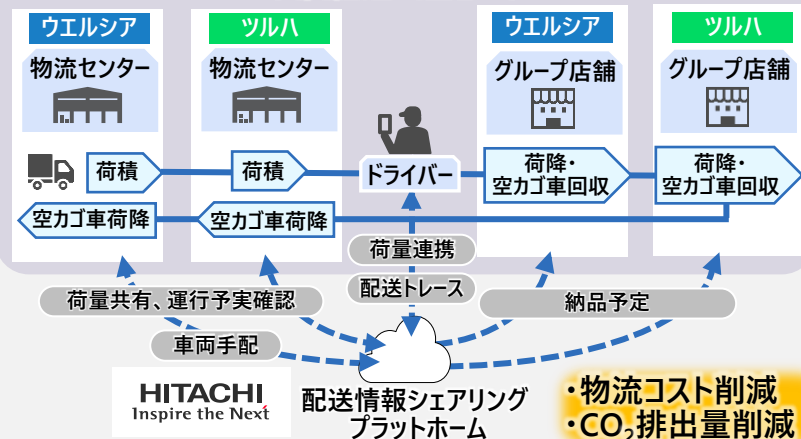 ウエルシア
ツルハ
ウエルシア
ツルハ
物流センター
物流センター
グループ店舗
グループ店舗
荷積
荷積
ドライバー
荷降・
空カゴ車回収
荷降・
空カゴ車回収
空カゴ車荷降
空カゴ車荷降
荷量連携
配送トレース
荷量共有、運行予実確認
納品予定
車両手配
HITACHI
Inspire the Next
配送情報シェアリング
プラットホーム
・物流コスト削減
・CO₂排出量削減